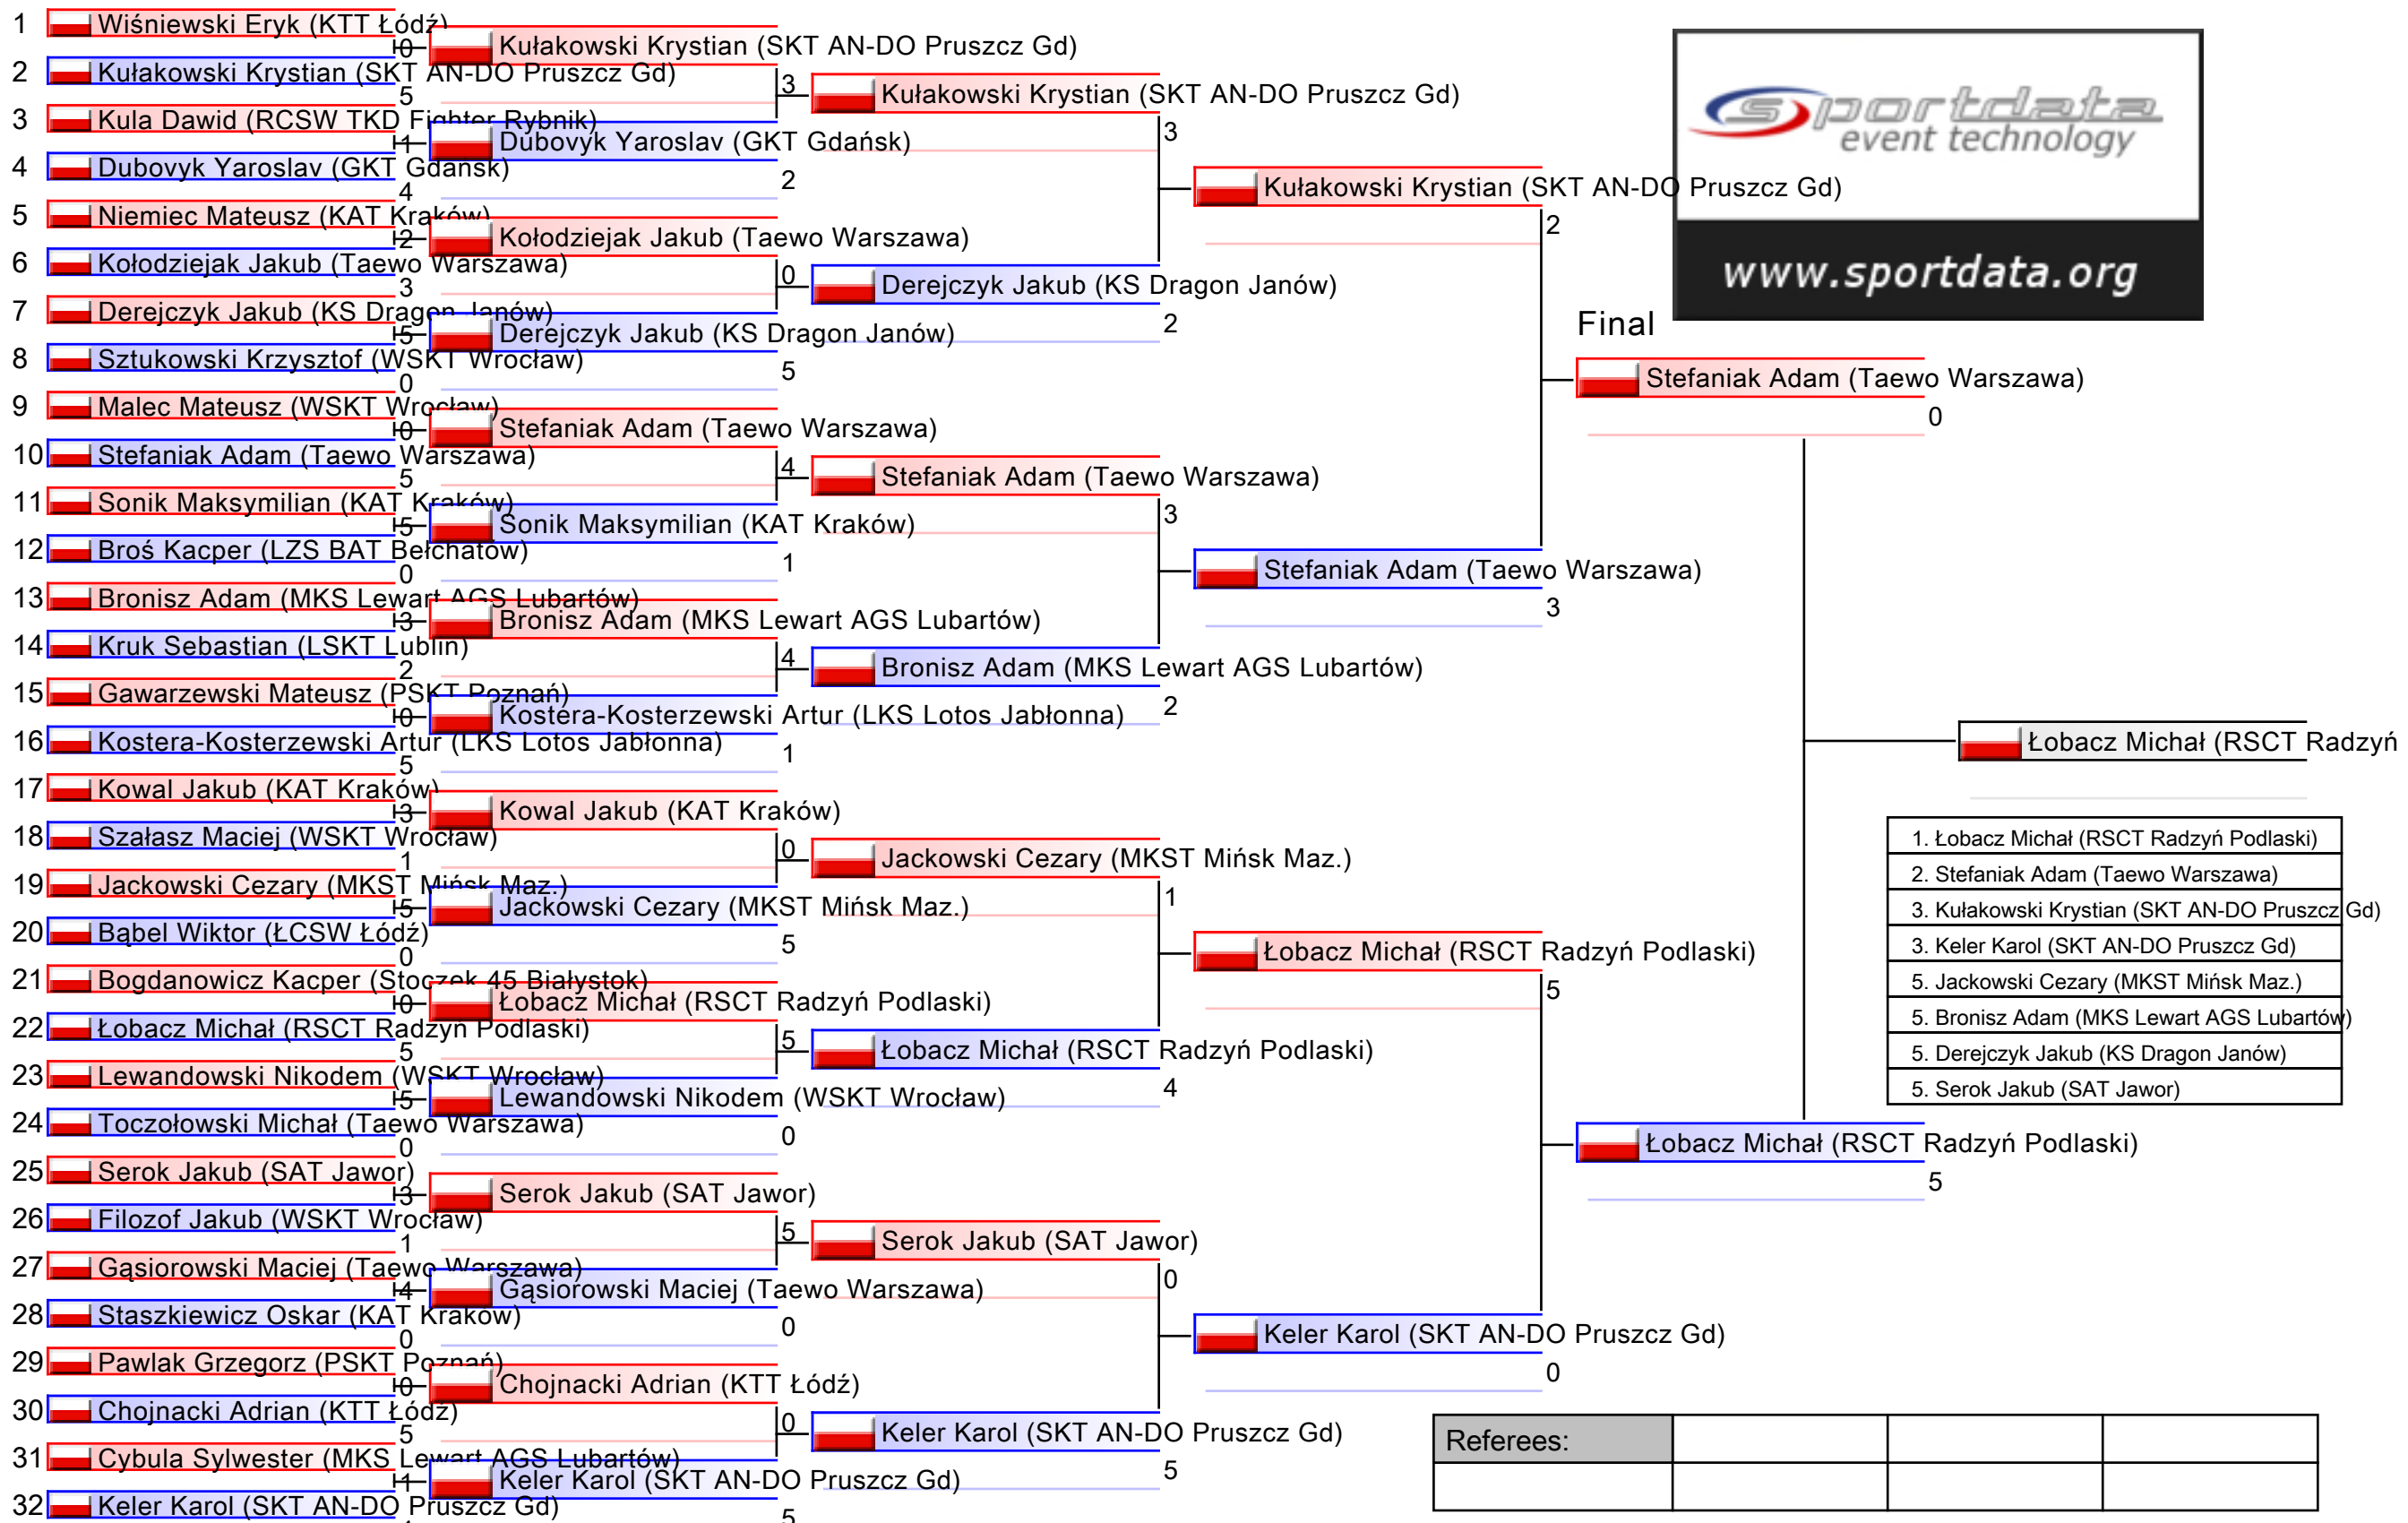 1 Wiśniewski Eryk (KTT Łódź)
0
2 Kułakowski Krystian (SKT AN-DO Pruszcz Gd)
5
3 Kula Dawid (RCSW TKD Fighter Rybnik)
1
4 Dubovyk Yaroslav (GKT Gdańsk)
4
5 Niemiec Mateusz (KAT Kraków)
2
6 Kołodziejak Jakub (Taewo Warszawa)
3
7 Derejczyk Jakub (KS Dragon Janów)
5
8 Sztukowski Krzysztof (WSKT Wrocław)
0
9 Malec Mateusz (WSKT Wrocław)
0
10 Stefaniak Adam (Taewo Warszawa)
5
11 Sonik Maksymilian (KAT Kraków)
5
12 Broś Kacper (LZS BAT Bełchatów)
0
13 Bronisz Adam (MKS Lewart AGS Lubartów)
3
14 Kruk Sebastian (LSKT Lublin)
2
15 Gawarzewski Mateusz (PSKT Poznań)
0
16 Kostera-Kosterzewski Artur (LKS Lotos Jabłonna)
5
17 Kowal Jakub (KAT Kraków)
3
18 Szałasz Maciej (WSKT Wrocław)
1
19 Jackowski Cezary (MKST Mińsk Maz.)
5
20 Bąbel Wiktor (ŁCSW Łódź)
0
21 Bogdanowicz Kacper (Stoczek 45 Białystok)
0
22 Łobacz Michał (RSCT Radzyń Podlaski)
5
23 Lewandowski Nikodem (WSKT Wrocław)
5
24 Toczołowski Michał (Taewo Warszawa)
0
25 Serok Jakub (SAT Jawor)
3
26 Filozof Jakub (WSKT Wrocław)
1
27 Gąsiorowski Maciej (Taewo Warszawa)
4
28 Staszkiewicz Oskar (KAT Kraków)
0
29 Pawlak Grzegorz (PSKT Poznań)
0
30 Chojnacki Adrian (KTT Łódź)
5
31 Cybula Sylwester (MKS Lewart AGS Lubartów)
1
32 Keler Karol (SKT AN-DO Pruszcz Gd)
Kułakowski Krystian (SKT AN-DO Pruszcz Gd)
3
Dubovyk Yaroslav (GKT Gdańsk)
2
Kołodziejak Jakub (Taewo Warszawa)
0
Derejczyk Jakub (KS Dragon Janów)
5
Stefaniak Adam (Taewo Warszawa)
4
Sonik Maksymilian (KAT Kraków)
1
Bronisz Adam (MKS Lewart AGS Lubartów)
4
Kostera-Kosterzewski Artur (LKS Lotos Jabłonna)
1
Kowal Jakub (KAT Kraków)
0
Jackowski Cezary (MKST Mińsk Maz.)
5
Łobacz Michał (RSCT Radzyń Podlaski)
5
Lewandowski Nikodem (WSKT Wrocław)
0
Serok Jakub (SAT Jawor)
5
Gąsiorowski Maciej (Taewo Warszawa)
0
Chojnacki Adrian (KTT Łódź)
0
Keler Karol (SKT AN-DO Pruszcz Gd)
5
Kułakowski Krystian (SKT AN-DO Pruszcz Gd)
3
Derejczyk Jakub (KS Dragon Janów)
2
Stefaniak Adam (Taewo Warszawa)
3
Bronisz Adam (MKS Lewart AGS Lubartów)
2
Jackowski Cezary (MKST Mińsk Maz.)
1
Łobacz Michał (RSCT Radzyń Podlaski)
4
Serok Jakub (SAT Jawor)
0
Keler Karol (SKT AN-DO Pruszcz Gd)
5
Kułakowski Krystian (SKT AN-DO Pruszcz Gd)
2
Stefaniak Adam (Taewo Warszawa)
3
Łobacz Michał (RSCT Radzyń Podlaski)
5
Keler Karol (SKT AN-DO Pruszcz Gd)
0
sportdata
event technology
www.sportdata.org
Final
Stefaniak Adam (Taewo Warszawa)
0
Łobacz Michał (RSCT Radzyń Podlaski)
5
Łobacz Michał (RSCT Radzyń
1. Łobacz Michał (RSCT Radzyń Podlaski)
2. Stefaniak Adam (Taewo Warszawa)
3. Kułakowski Krystian (SKT AN-DO Pruszcz Gd)
3. Keler Karol (SKT AN-DO Pruszcz Gd)
5. Jackowski Cezary (MKST Mińsk Maz.)
5. Bronisz Adam (MKS Lewart AGS Lubartów)
5. Derejczyk Jakub (KS Dragon Janów)
5. Serok Jakub (SAT Jawor)
Referees: